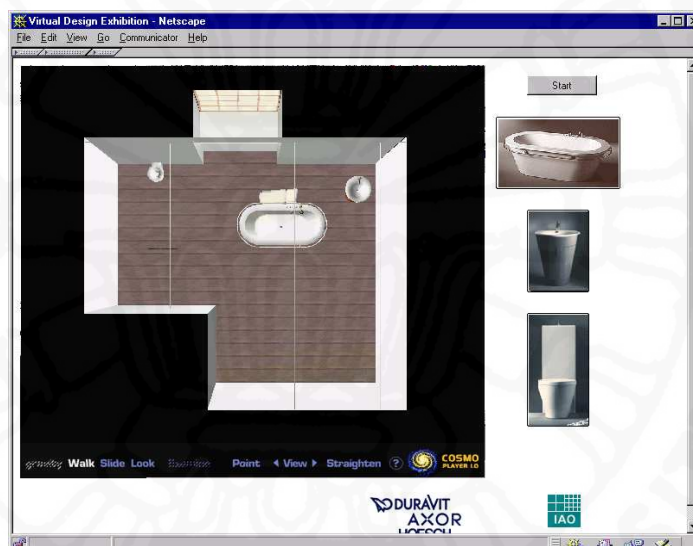 Virtual Design Exhibition - Netscape
File Edit View Go Communicator Help
Start
Walk Slide Look Point View Straighten ? COSMO PLAYER 1.0
DURAVIT
AXOR
HOESCH
IAO